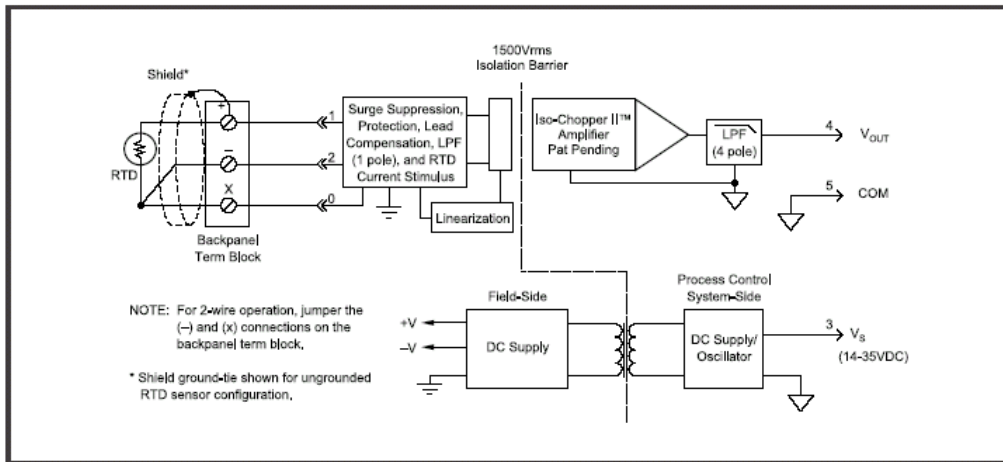 1500Vrms
Isolation Barrier
Shield*
+
1
Surge Suppression,
Protection, Lead
Compensation, LPF
(1 pole), and RTD
Current Stimulus
Iso-Chopper II™
Amplifier
Pat Pending
LPF
(4 pole)
4
VOUT
RTD
–
2
X
0
Linearization
5
COM
Backpanel
Term Block
Process Control
System-Side
Field-Side
NOTE: For 2-wire operation, jumper the
(–) and (x) connections on the
backpanel term block.
+V
–V
DC Supply
DC Supply/
Oscillator
3
VS
(14-35VDC)
* Shield ground-tie shown for ungrounded
RTD sensor configuration.